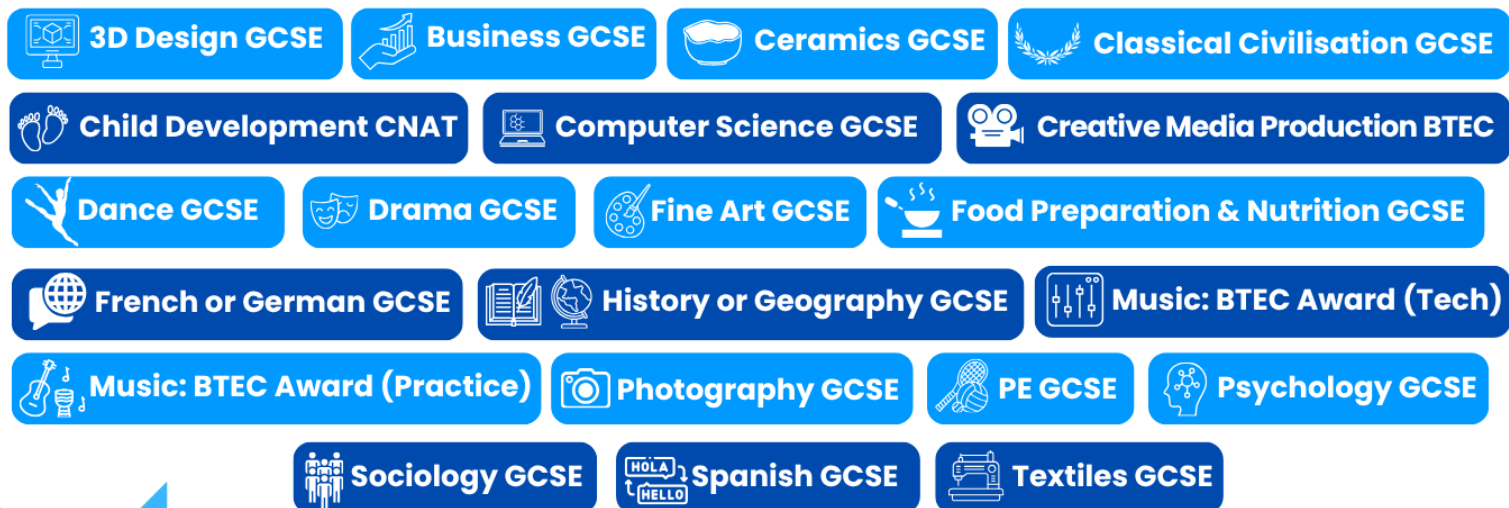 3D Design GCSE
Business GCSE
Ceramics GCSE
Classical Civilisation GCSE
Child Development CNAT
Computer Science GCSE
Creative Media Production BTEC
Dance GCSE
Drama GCSE
Fine Art GCSE
Food Preparation & Nutrition GCSE
French or German GCSE
History or Geography GCSE
Music: BTEC Award (Tech)
Music: BTEC Award (Practice)
Photography GCSE
PE GCSE
Psychology GCSE
Sociology GCSE
HOLA
HELLO
Spanish GCSE
Textiles GCSE